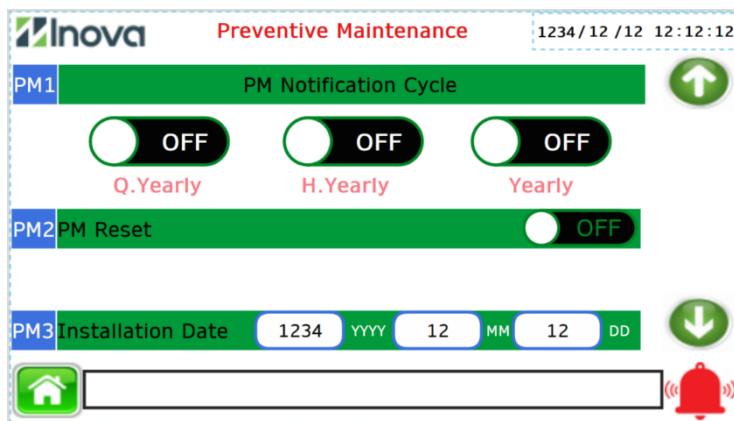 Inova Preventive Maintenance 1234/12/12 12:12:12
PM1 PM Notification Cycle
OFF OFF OFF
Q.Yearly H.Yearly Yearly
PM2 PM Reset OFF
PM3 Installation Date 1234 YYYY 12 MM 12 DD